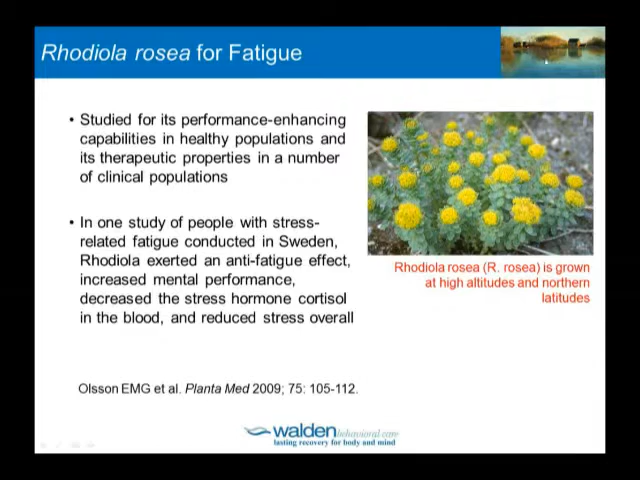 Rhodiola rosea for Fatigue
• Studied for its performance-enhancing
capabilities in healthy populations and
its therapeutic properties in a number
of clinical populations
• In one study of people with stress-
related fatigue conducted in Sweden,
Rhodiola exerted an anti-fatigue effect,
increased mental performance,
decreased the stress hormone cortisol
in the blood, and reduced stress overall
Rhodiola rosea (R. rosea) is grown
at high altitudes and northern
latitudes
Olsson EMG et al. Planta Med 2009; 75: 105-112.
walden behavioral care
lasting recovery for body and mind